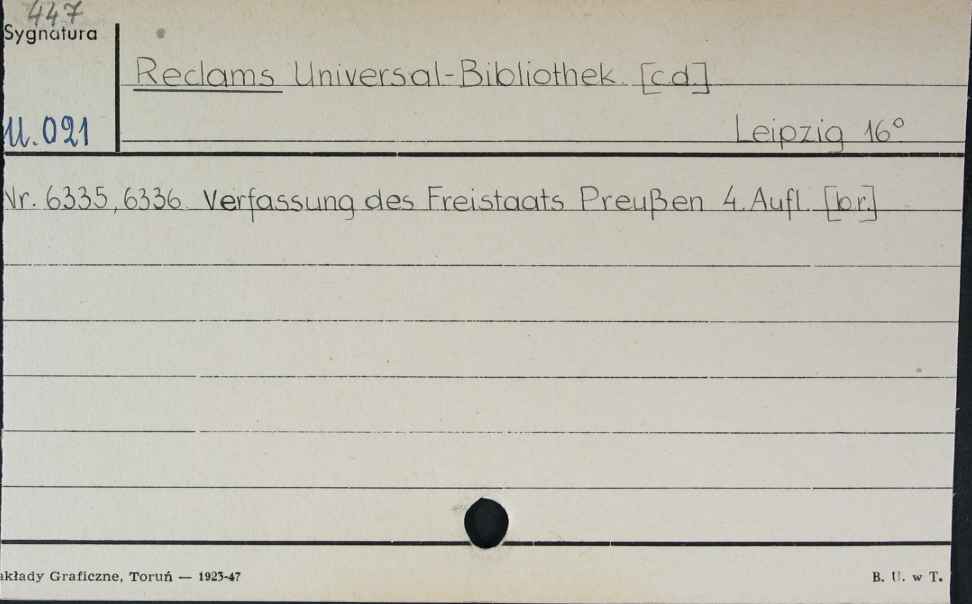 447
Sygnatura
Reclams Universal-Bibliothek [c.d.]
U.021
Leipzig 16°
Nr. 6335, 6336 Verfassung des Freistaats Preußen 4. Aufl. [br.]
akłady Graficzne, Toruń — 1923-47
B. U. w T.